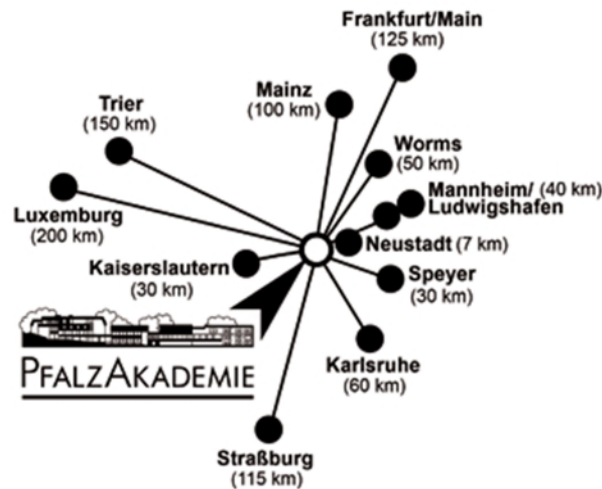 Frankfurt/Main
(125 km)
Mainz
(100 km)
Trier
(150 km)
Worms
(50 km)
Mannheim/ (40 km)
Ludwigshafen
Luxemburg
(200 km)
Neustadt (7 km)
Kaiserslautern
(30 km)
Speyer
(30 km)
PFALZAKADEMIE
Karlsruhe
(60 km)
Straßburg
(115 km)